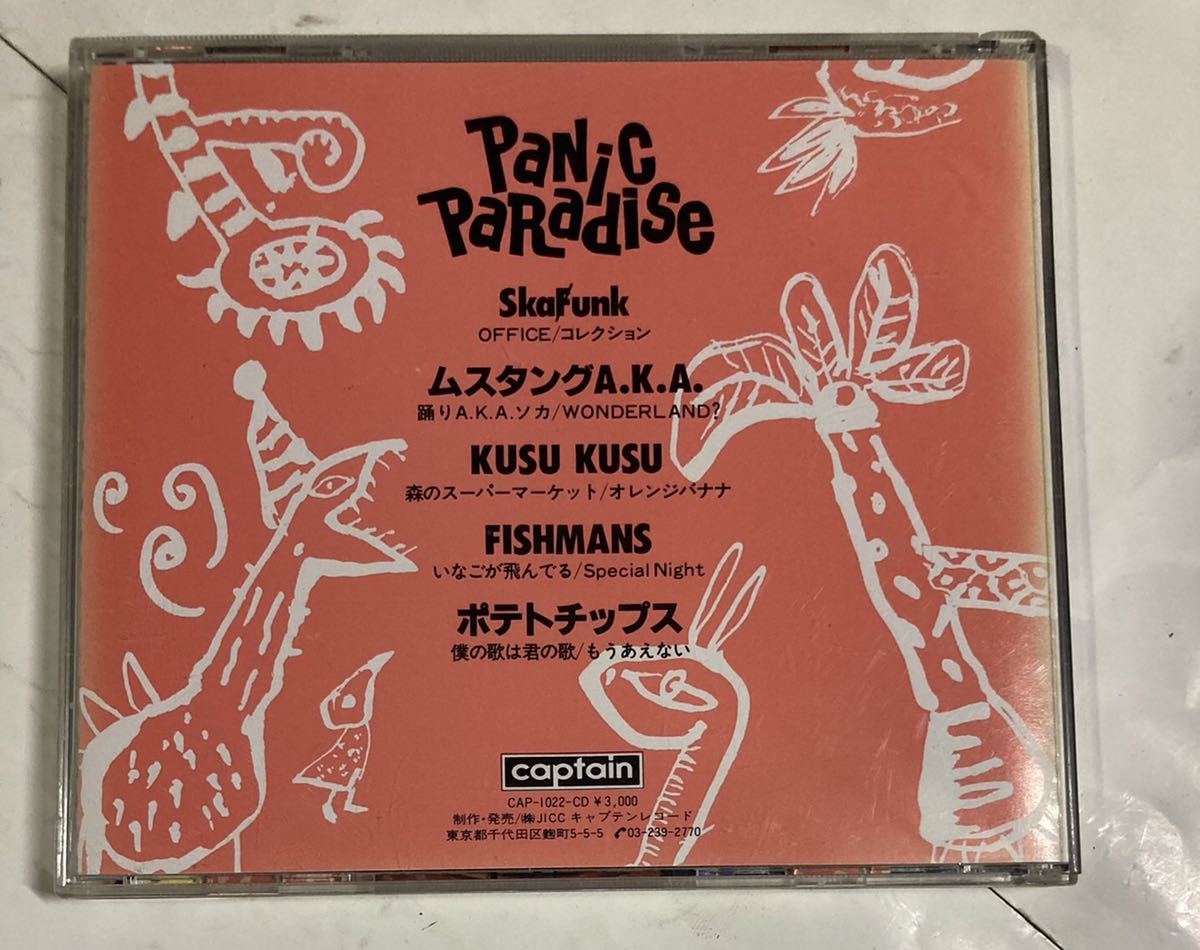 PANiC
PARadiSe
SkaFunk
OFFICE/コレクション
ムスタングA.K.A.
踊りA.K.A.ソカ/WONDERLAND?
KUSU KUSU
森のスーパーマーケット/オレンジバナナ
FISHMANS
いなごが飛んでる/Special Night
ポテトチップス
僕の歌は君の歌/もうあえない
captain
CAP-1022-CD ¥3,000
制作・発売/㈱JICC キャプテンレコード
東京都千代田区麹町5-5-5 ✆03-239-2770